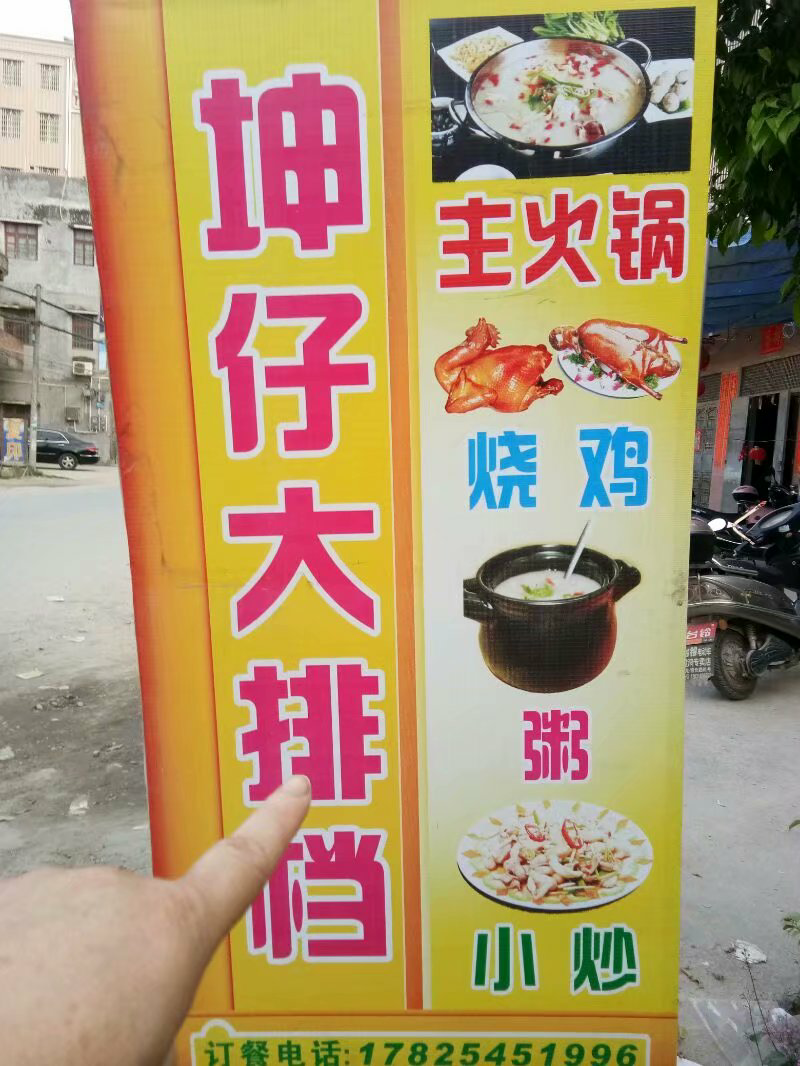 坤仔大排档
主火锅
烧鸡
粥
小炒
订餐电话:17825451996